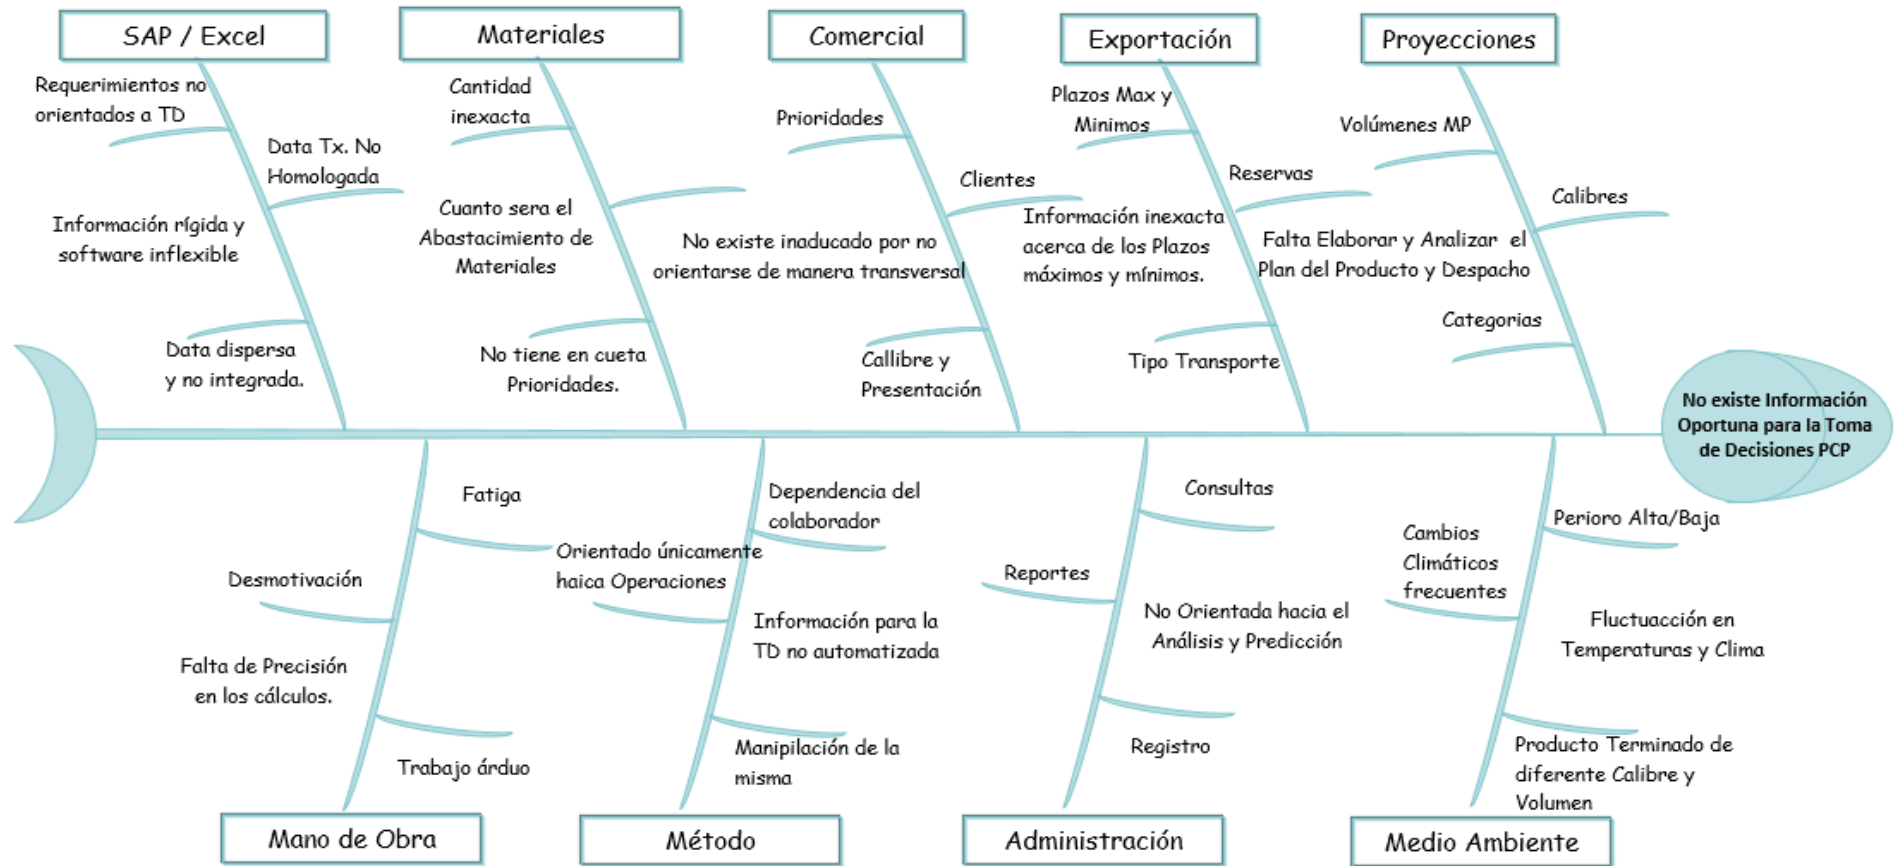 SAP / Excel
Materiales
Comercial
Exportación
Proyecciones
Requerimientos no
orientados a TD
Data Tx. No
Homologada
Información rígida y
software inflexible
Data dispersa
y no integrada.
Cantidad
inexacta
Cuanto sera el
Abastacimiento de
Materiales
No tiene en cueta
Prioridades.
Prioridades
Clientes
No existe inaducado por no
orientarse de manera transversal
Callibre y
Presentación
Plazos Max y
Minimos
Reservas
Información inexacta
acerca de los Plazos
máximos y mínimos.
Tipo Transporte
Volúmenes MP
Calibres
Falta Elaborar y Analizar el
Plan del Producto y Despacho
Categorias
No existe Información
Oportuna para la Toma
de Decisiones PCP
Fatiga
Desmotivación
Falta de Precisión
en los cálculos.
Trabajo árduo
Dependencia del
colaborador
Orientado únicamente
haica Operaciones
Información para la
TD no automatizada
Manipilación de la
misma
Consultas
Reportes
No Orientada hacia el
Análisis y Predicción
Registro
Perioro Alta/Baja
Cambios
Climáticos
frecuentes
Fluctuacción en
Temperaturas y Clima
Producto Terminado de
diferente Calibre y
Volumen
Mano de Obra
Método
Administración
Medio Ambiente